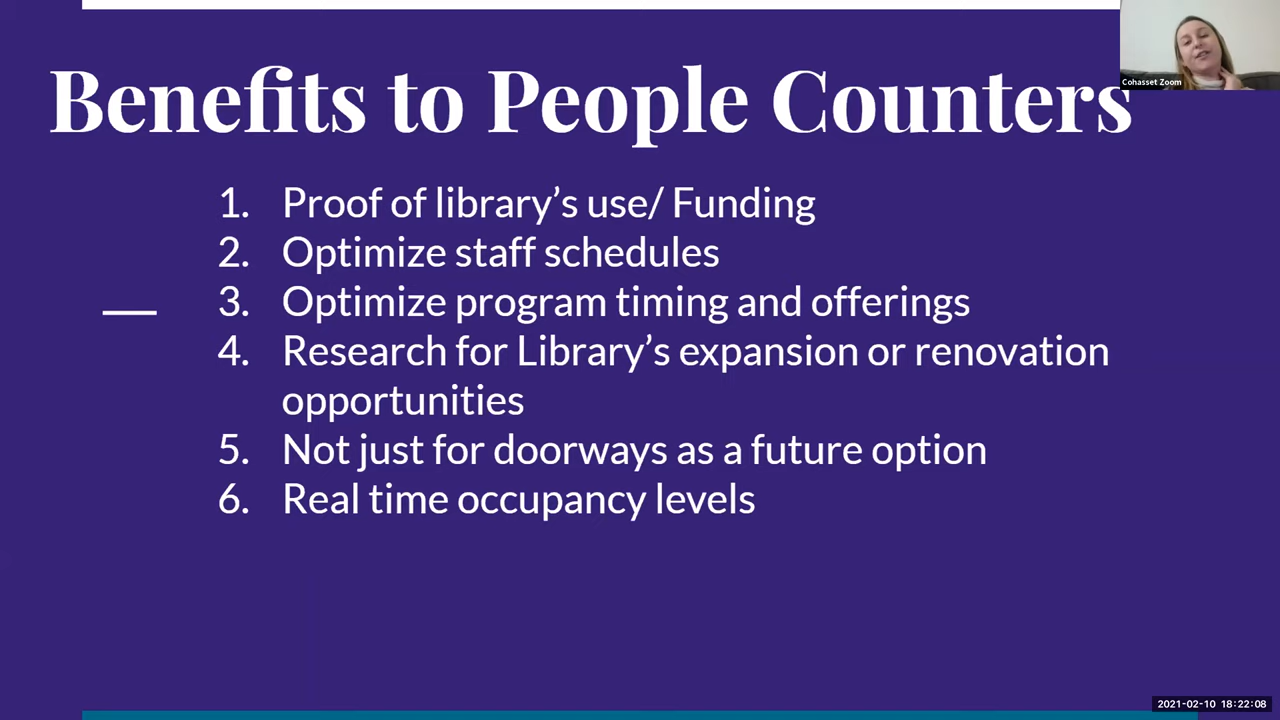 Benefits to People Counters
Cohasset Zoom
1. Proof of library’s use/ Funding
2. Optimize staff schedules
3. Optimize program timing and offerings
4. Research for Library’s expansion or renovation
opportunities
5. Not just for doorways as a future option
6. Real time occupancy levels
2021-02-10 18:22:08